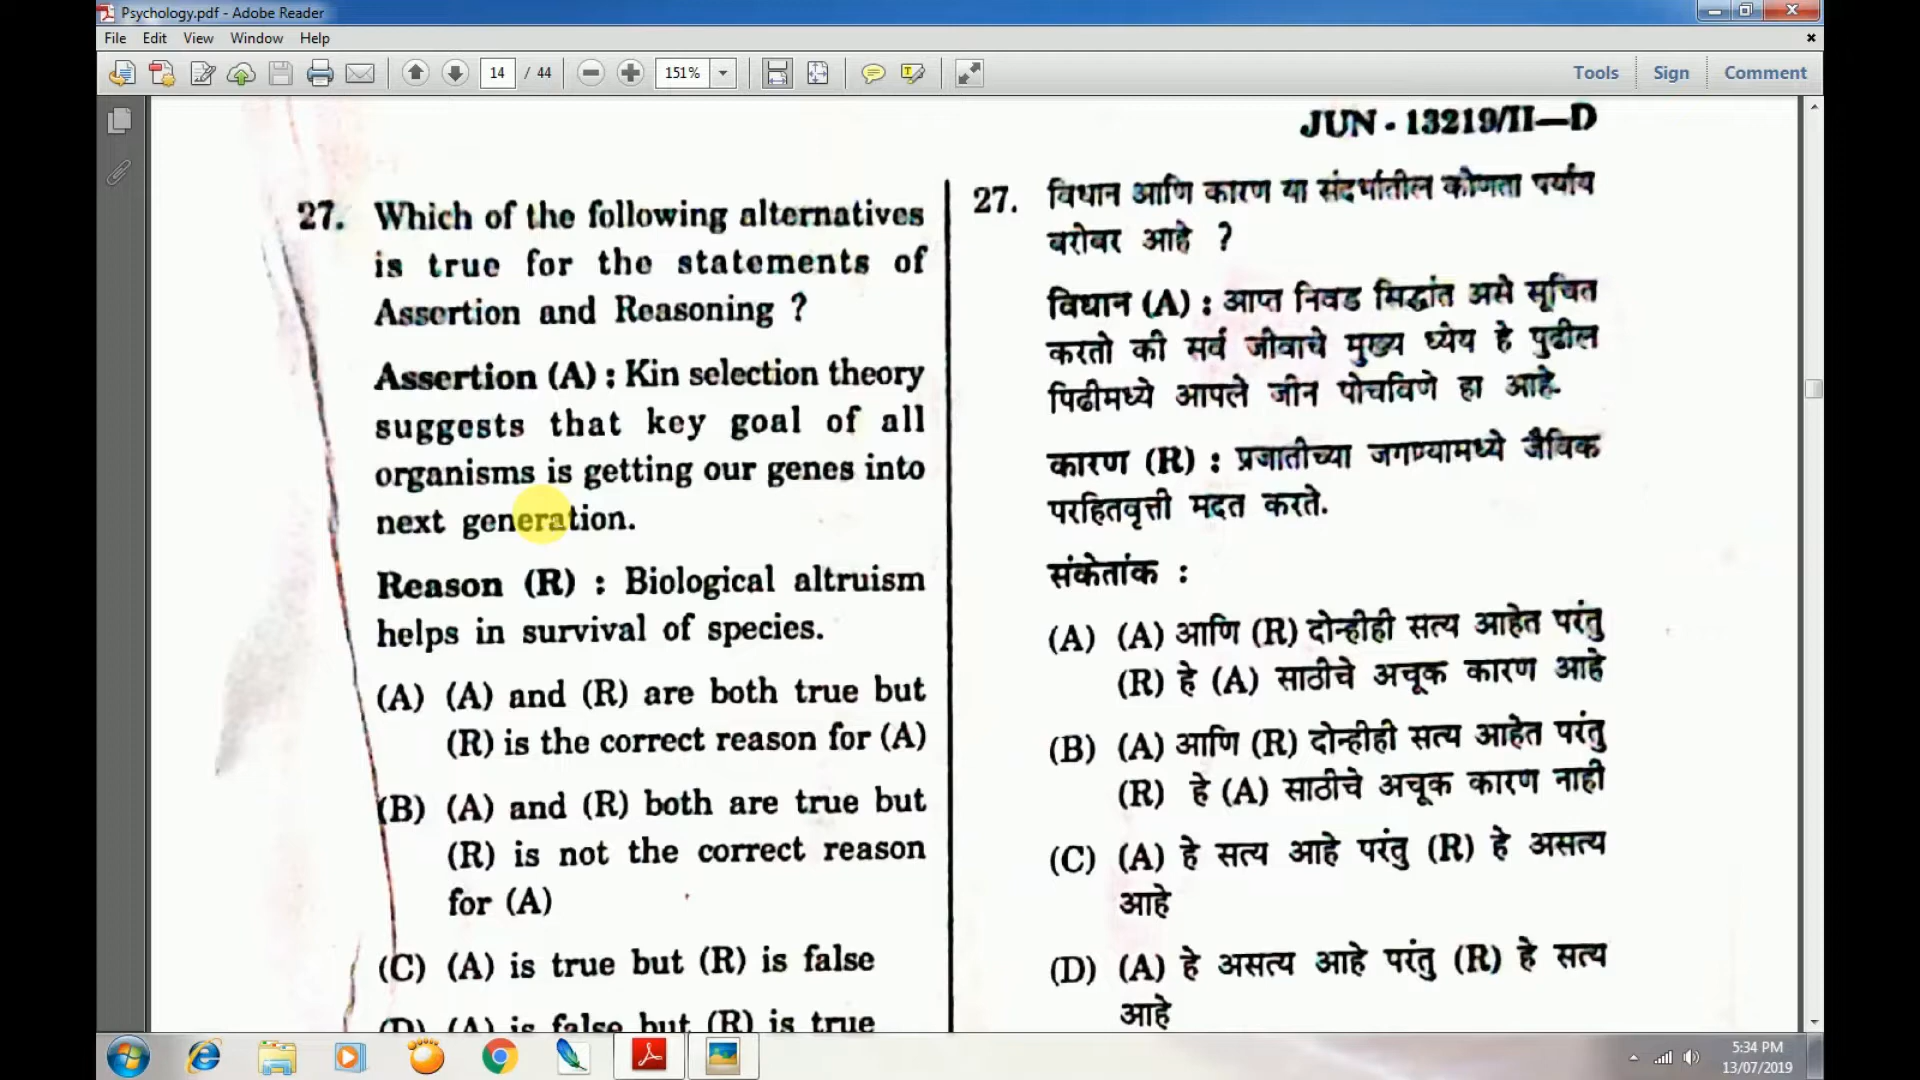 Psychology.pdf - Adobe Reader
File Edit View Window Help
14 / 44 151% Tools Sign Comment
JUN - 13219/II—D
27. Which of the following alternatives
is true for the statements of
Assertion and Reasoning ?
Assertion (A) : Kin selection theory
suggests that key goal of all
organisms is getting our genes into
next generation.
Reason (R) : Biological altruism
helps in survival of species.
(A) (A) and (R) are both true but
(R) is the correct reason for (A)
(B) (A) and (R) both are true but
(R) is not the correct reason
for (A)
(C) (A) is true but (R) is false
(D) (A) is false but (R) is true
27. विधान आणि कारण या संदर्भातील कोणता पर्याय
बरोबर आहे ?
विधान (A) : आप्त निवड सिद्धांत असे सूचित
करतो की सर्व जीवाचे मुख्य ध्येय हे पुढील
पिढीमध्ये आपले जीन पोचविणे हा आहे.
कारण (R) : प्रजातीच्या जगण्यामध्ये जैविक
परहितवृत्ती मदत करते.
संकेतांक :
(A) (A) आणि (R) दोन्हीही सत्य आहेत परंतु
(R) हे (A) साठीचे अचूक कारण आहे
(B) (A) आणि (R) दोन्हीही सत्य आहेत परंतु
(R) हे (A) साठीचे अचूक कारण नाही
(C) (A) हे सत्य आहे परंतु (R) हे असत्य
आहे
(D) (A) हे असत्य आहे परंतु (R) हे सत्य
आहे
5:34 PM
13/07/2019